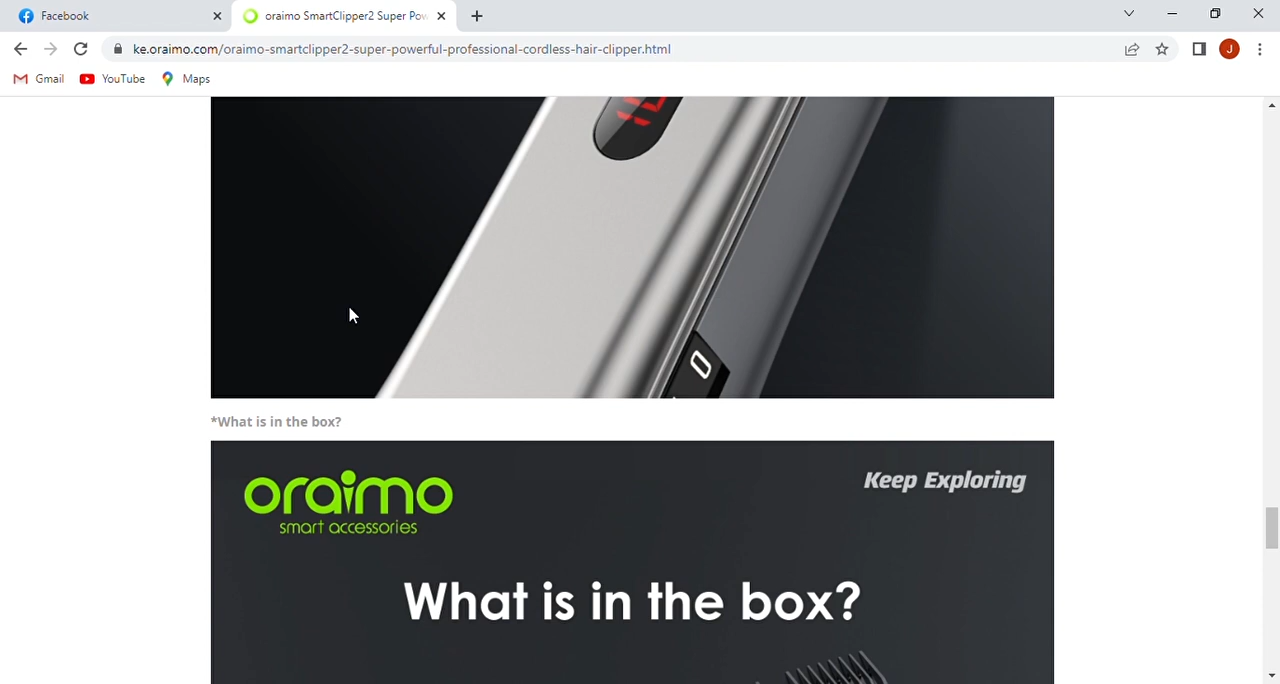 Facebook
oraimo SmartClipper2 Super Pow
ke.oraimo.com/oraimo-smartclipper2-super-powerful-professional-cordless-hair-clipper.html
J
Gmail YouTube Maps
0
*What is in the box?
oraimo
smart accessories
Keep Exploring
What is in the box?